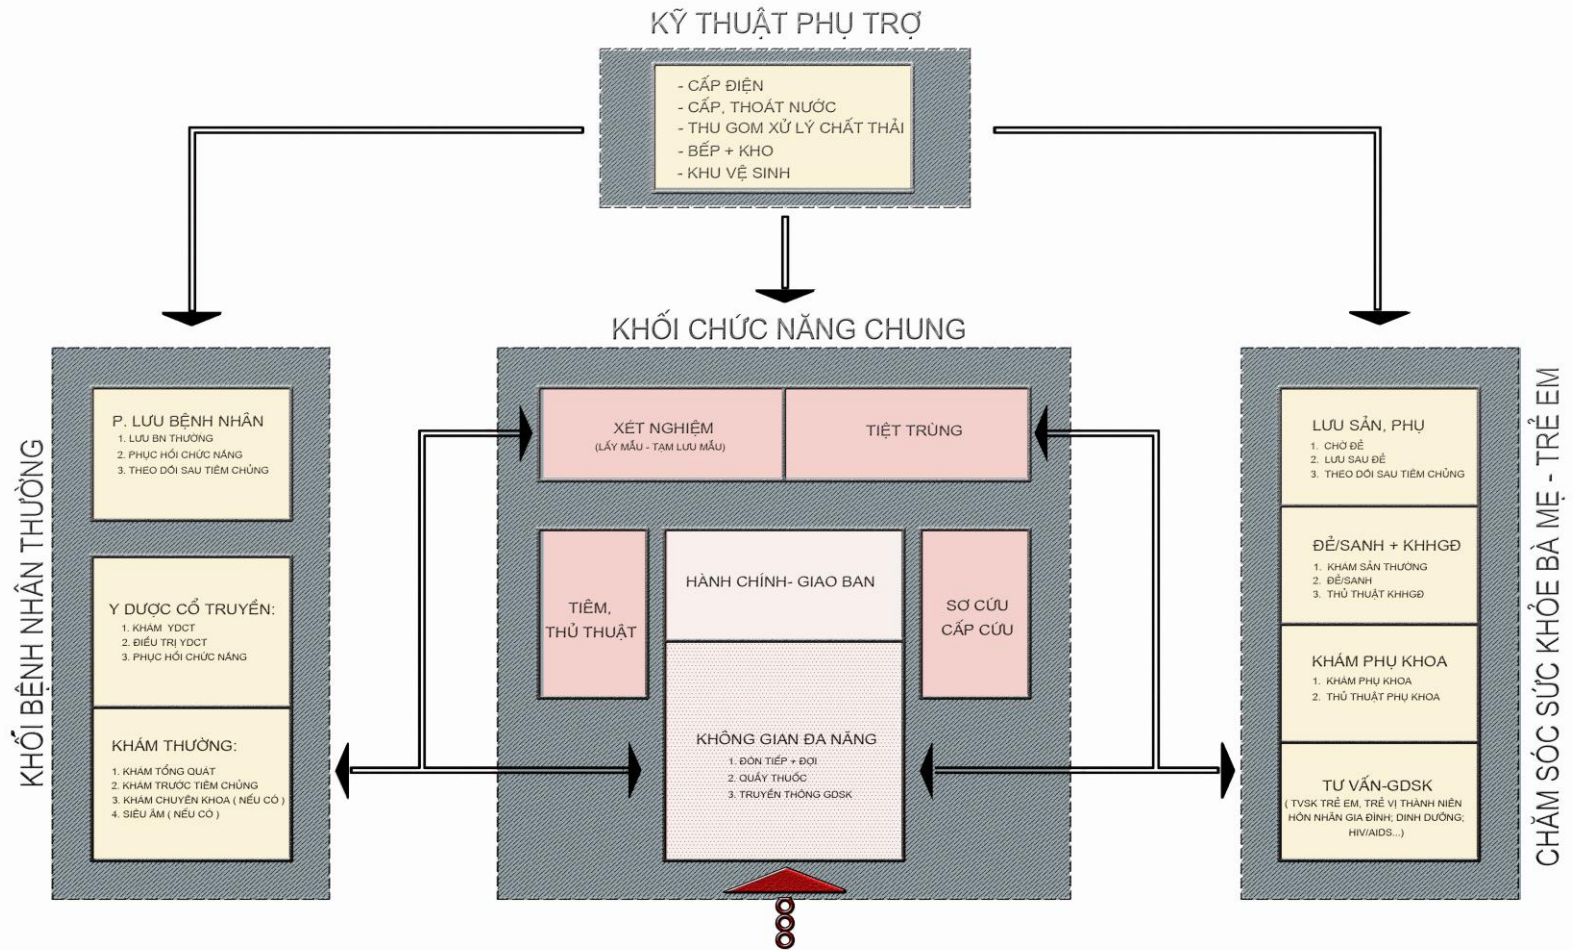 KỸ THUẬT PHỤ TRỢ
- CẤP ĐIỆN
- CẤP, THOÁT NƯỚC
- THU GOM XỬ LÝ CHẤT THẢI
- BẾP + KHO
- KHU VỆ SINH
KHỐI BỆNH NHÂN THƯỜNG
P. LƯU BỆNH NHÂN
1. LƯU BN THƯỜNG
2. PHỤC HỒI CHỨC NĂNG
3. THEO DÕI SAU TIÊM CHỦNG
Y DƯỢC CỔ TRUYỀN:
1. KHÁM YDCT
2. ĐIỀU TRỊ YDCT
3. PHỤC HỒI CHỨC NĂNG
KHÁM THƯỜNG:
1. KHÁM TỔNG QUÁT
2. KHÁM TRƯỚC TIÊM CHỦNG
3. KHÁM CHUYÊN KHOA ( NẾU CÓ )
4. SIÊU ÂM ( NẾU CÓ )
KHỐI CHỨC NĂNG CHUNG
XÉT NGHIỆM
(LẤY MẪU - TẠM LƯU MẪU)
TIỆT TRÙNG
TIÊM,
THỦ THUẬT
HÀNH CHÍNH- GIAO BAN
SƠ CỨU
CẤP CỨU
KHÔNG GIAN ĐA NĂNG
1. ĐÓN TIẾP + ĐỢI
2. QUẦY THUỐC
3. TRUYỀN THÔNG GDSK
LƯU SẢN, PHỤ
1. CHỜ ĐẺ
2. LƯU SAU ĐẺ
3. THEO DÕI SAU TIÊM CHỦNG
ĐẺ/SANH + KHHGĐ
1. KHÁM SẢN THƯỜNG
2. ĐẺ/SANH
3. THỦ THUẬT KHHGĐ
KHÁM PHỤ KHOA
1. KHÁM PHỤ KHOA
2. THỦ THUẬT PHỤ KHOA
TƯ VẤN-GDSK
( TVSK TRẺ EM, TRẺ VỊ THÀNH NIÊN
HÔN NHÂN GIA ĐÌNH; DINH DƯỠNG;
HIV/AIDS...)
CHĂM SÓC SỨC KHỎE BÀ MẸ - TRẺ EM